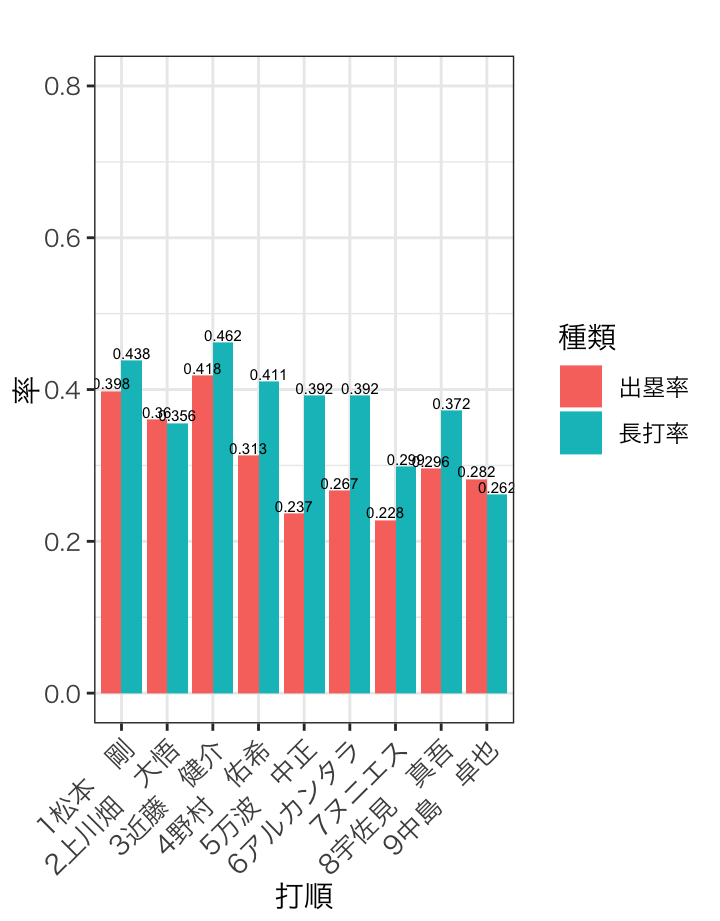 0.8
0.6
0.4
0.2
0.0
率
0.398
0.438
0.36
0.356
0.418
0.462
0.313
0.411
0.237
0.392
0.267
0.392
0.228
0.299
0.296
0.372
0.282
0.262
1松本　剛
2上川畑　大悟
3近藤　健介
4野村　佑希
5万波　中正
6アルカンタラ
7ヌニエス
8宇佐見　真吾
9中島　卓也
打順
種類
出塁率
長打率